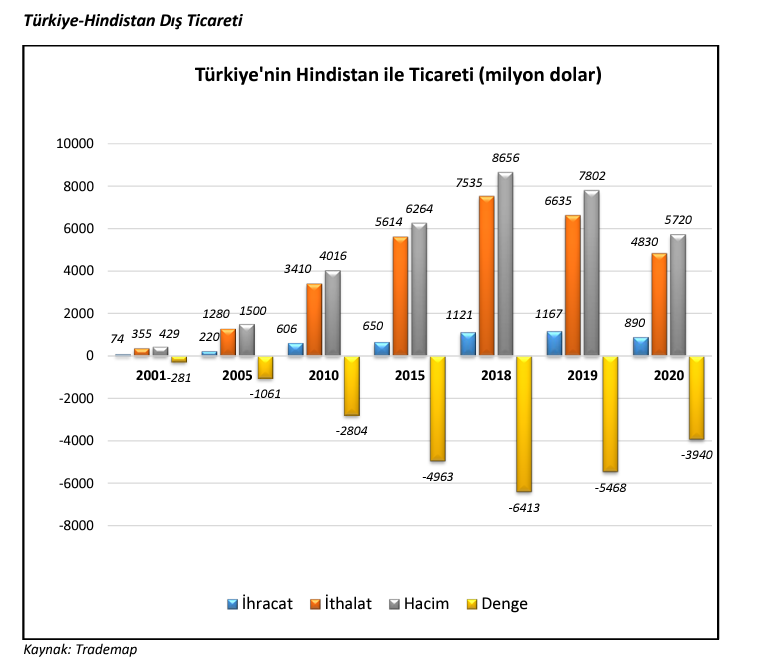 Türkiye-Hindistan Dış Ticareti
Türkiye'nin Hindistan ile Ticareti (milyon dolar)
10000
8000
6000
4000
2000
0
-2000
-4000
-6000
-8000
74 355 429 -281
220 1280 1500 -1061
606 3410 4016 -2804
650 5614 6264 -4963
1121 7535 8656 -6413
1167 6635 7802 -5468
890 4830 5720 -3940
2001 2005 2010 2015 2018 2019 2020
İhracat İthalat Hacim Denge
Kaynak: Trademap